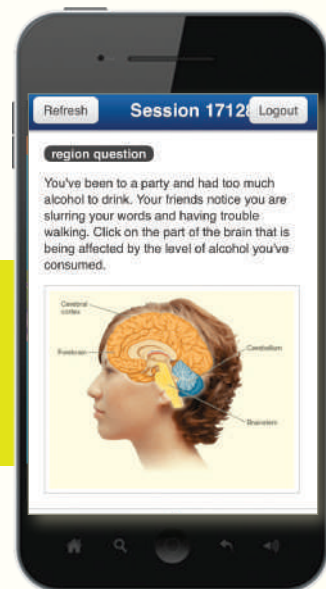 Refresh
Session 1712
Logout
region question
You've been to a party and had too much
alcohol to drink. Your friends notice you are
slurring your words and having trouble
walking. Click on the part of the brain that is
being affected by the level of alcohol you've
consumed.
Cerebral
cortex
Forebrain
Cerebellum
Brainstem